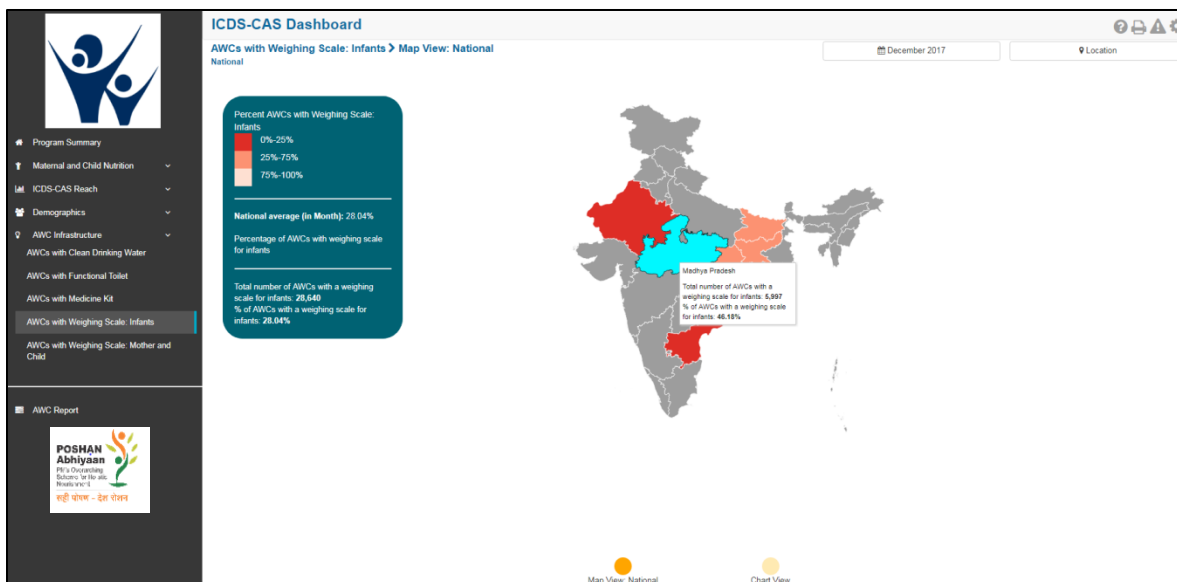 ICDS-CAS Dashboard
AWCs with Weighing Scale: Infants > Map View: National
National
December 2017
Location
Program Summary
Maternal and Child Nutrition
ICDS-CAS Reach
Demographics
AWC Infrastructure
AWCs with Clean Drinking Water
AWCs with Functional Toilet
AWCs with Medicine Kit
AWCs with Weighing Scale: Infants
AWCs with Weighing Scale: Mother and
Child
AWC Report
POSHAN
Abhiyaan
PM's Overarching
Scheme for Holistic
Nourishment
सही पोषण - देश रोशन
Percent AWCs with Weighing Scale:
Infants
0%-25%
25%-75%
75%-100%
National average (in Month): 28.04%
Percentage of AWCs with weighing scale
for infants
Total number of AWCs with a weighing
scale for infants: 28,640
% of AWCs with a weighing scale for
infants: 28.04%
Madhya Pradesh
Total number of AWCs with a
weighing scale for infants: 5,997
% of AWCs with a weighing scale
for infants: 46.18%
Map View: National
Chart View